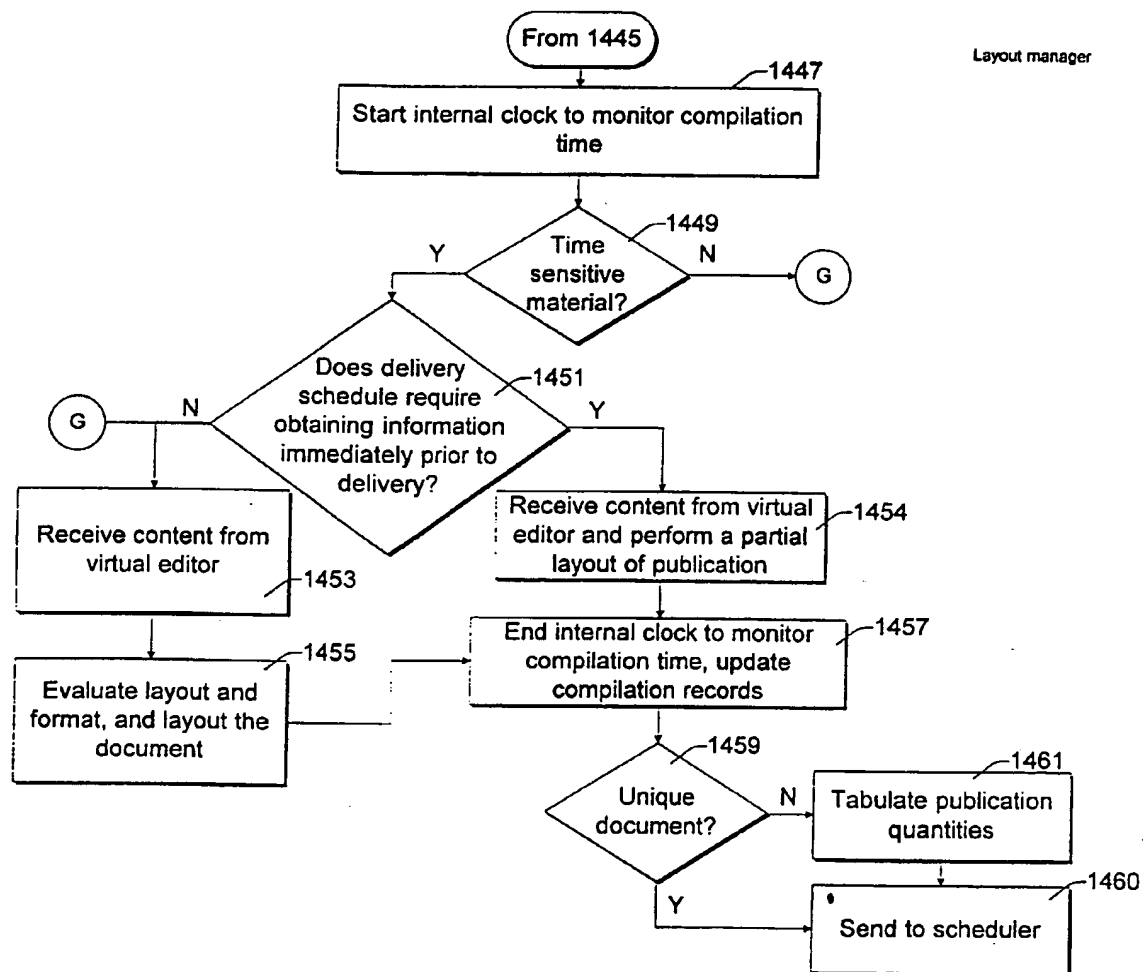 From 1445
Layout manager
1447
Start internal clock to monitor compilation
time
1449
Y
Time
sensitive
material?
N
G
Does delivery
schedule require
obtaining information
immediately prior to
delivery?
1451
G
N
Y
Receive content from
virtual editor
1453
Receive content from virtual
editor and perform a partial
layout of publication
1454
1455
Evaluate layout and
format, and layout the
document
End internal clock to monitor
compilation time, update
compilation records
1457
1459
Unique
document?
N
1461
Tabulate publication
quantities
Y
1460
Send to scheduler